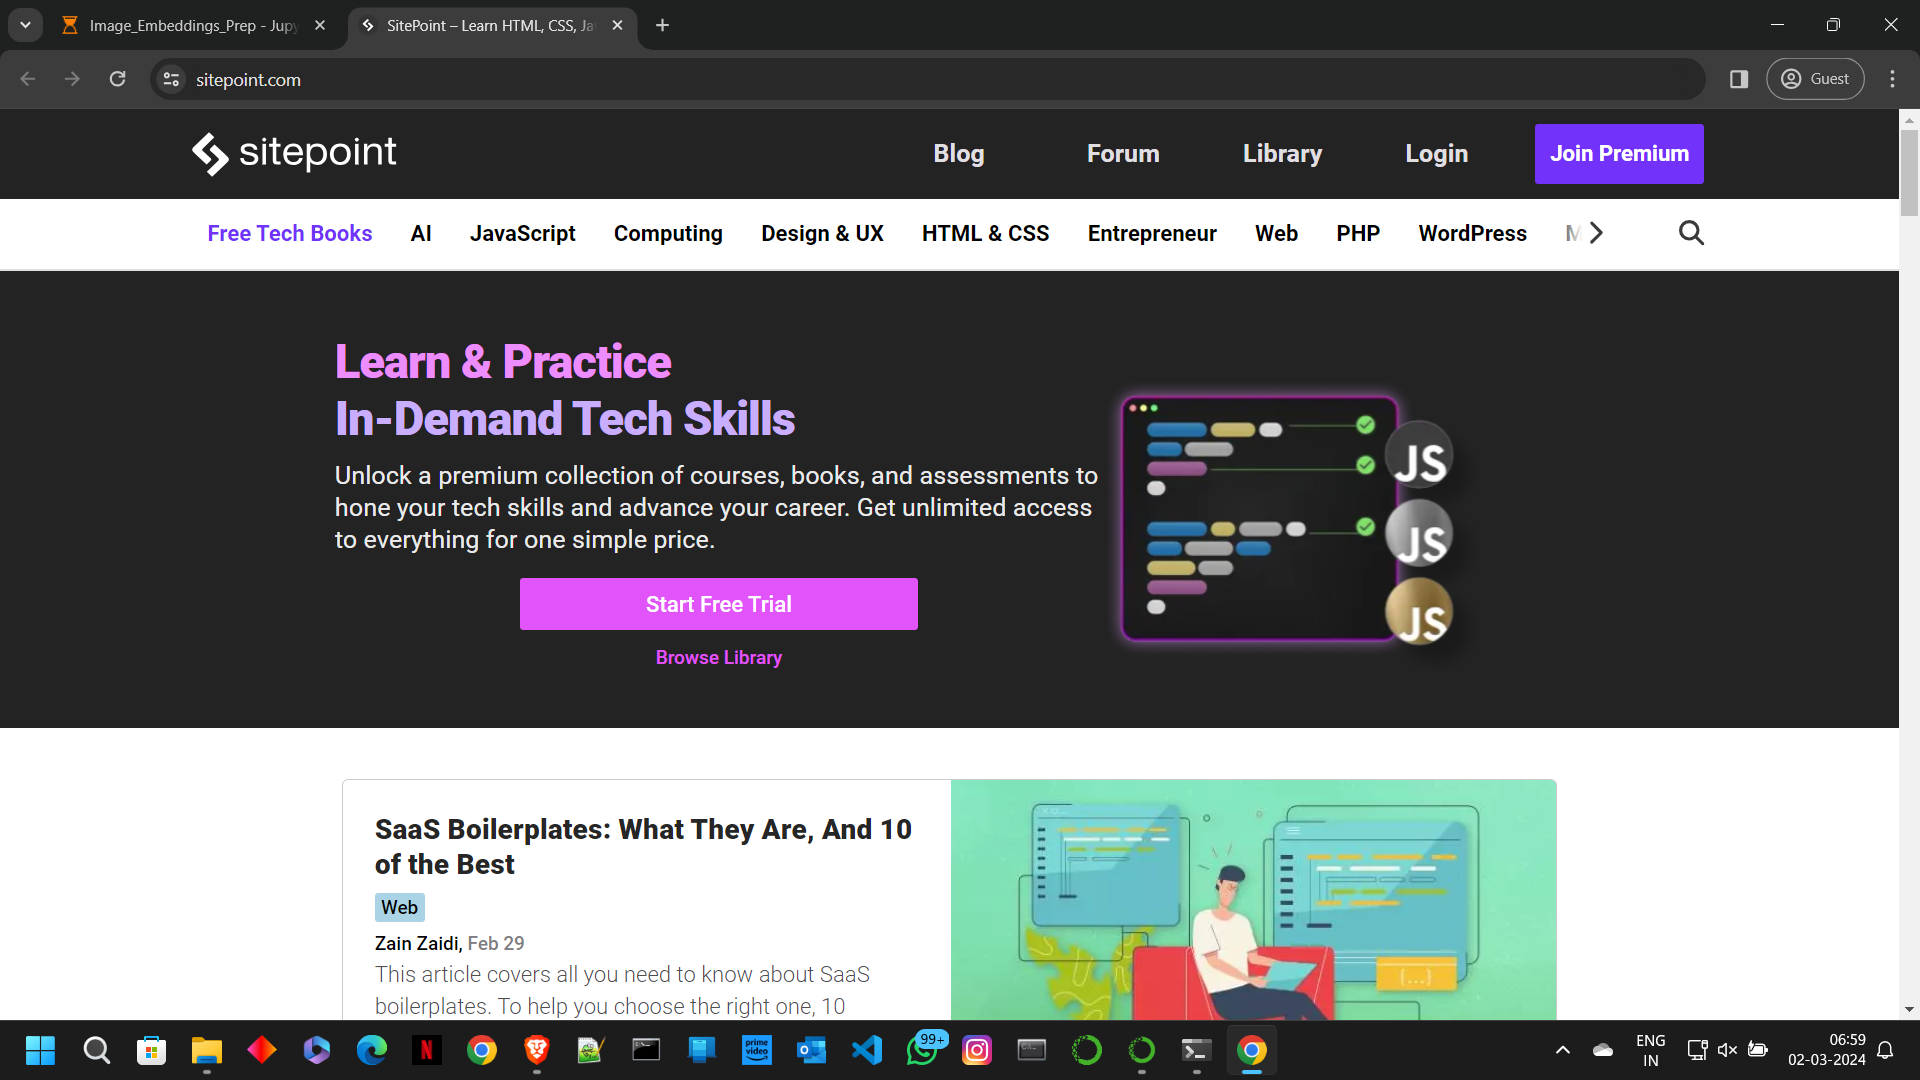 Image_Embeddings_Prep - Jupy
SitePoint – Learn HTML, CSS, Ja
sitepoint.com
Guest
sitepoint
Blog
Forum
Library
Login
Join Premium
Free Tech Books
AI
JavaScript
Computing
Design & UX
HTML & CSS
Entrepreneur
Web
PHP
WordPress
M
Learn & Practice
In-Demand Tech Skills
Unlock a premium collection of courses, books, and assessments to
hone your tech skills and advance your career. Get unlimited access
to everything for one simple price.
Start Free Trial
Browse Library
JS
JS
JS
SaaS Boilerplates: What They Are, And 10
of the Best
Web
Zain Zaidi, Feb 29
This article covers all you need to know about SaaS
boilerplates. To help you choose the right one, 10
{...}
N
prime
video
99+
ENG
IN
06:59
02-03-2024